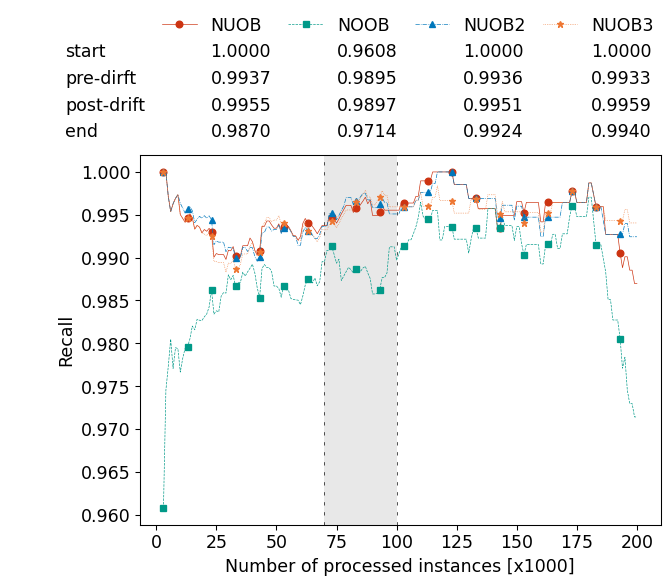 NUOB NOOB NUOB2 NUOB3
start 1.0000 0.9608 1.0000 1.0000
pre-dirft 0.9937 0.9895 0.9936 0.9933
post-drift 0.9955 0.9897 0.9951 0.9959
end 0.9870 0.9714 0.9924 0.9940
1.000
0.995
0.990
0.985
0.980
0.975
0.970
0.965
0.960
Recall
0 25 50 75 100 125 150 175 200
Number of processed instances [x1000]